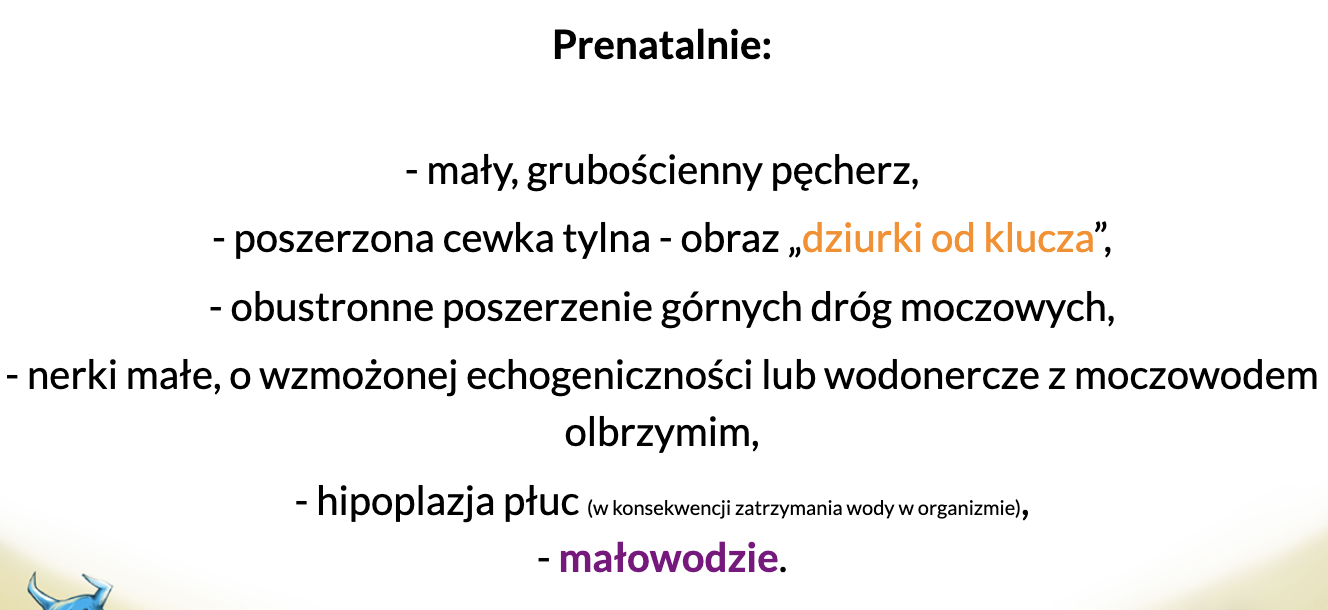 Prenatalnie:
- mały, grubościenny pęcherz,
- poszerzona cewka tylna - obraz „dziurki od klucza”,
- obustronne poszerzenie górnych dróg moczowych,
- nerki małe, o wzmożonej echogeniczności lub wodonercze z moczowodem
olbrzymim,
- hipoplazja płuc (w konsekwencji zatrzymania wody w organizmie),
- małowodzie.